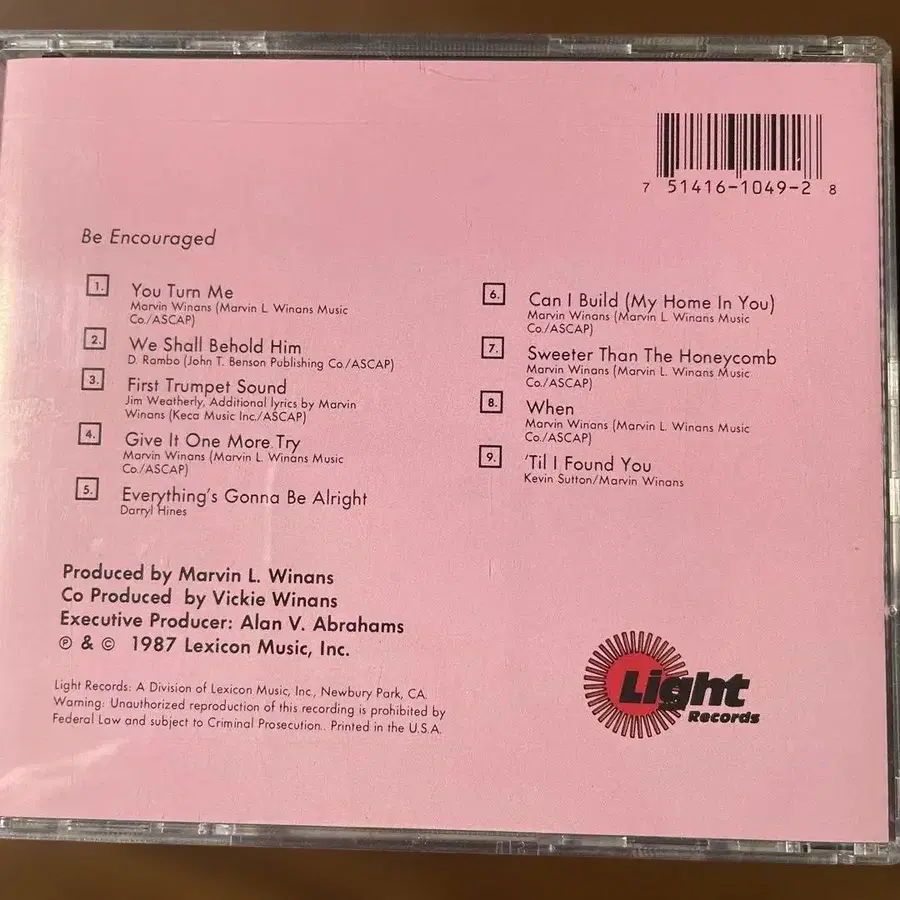 7 51416-1049-2 8
Be Encouraged
1. You Turn Me
Marvin Winans (Marvin L. Winans Music
Co./ASCAP)
2. We Shall Behold Him
D. Rambo (John T. Benson Publishing Co./ASCAP)
3. First Trumpet Sound
Jim Weatherly, Additional lyrics by Marvin
Winans (Keca Music Inc./ASCAP)
4. Give It One More Try
Marvin Winans (Marvin L. Winans Music
Co./ASCAP)
5. Everything's Gonna Be Alright
Darryl Hines
6. Can I Build (My Home In You)
Marvin Winans (Marvin L. Winans Music
Co./ASCAP)
7. Sweeter Than The Honeycomb
Marvin Winans (Marvin L. Winans Music
Co./ASCAP)
8. When
Marvin Winans (Marvin L. Winans Music
Co./ASCAP)
9. 'Til I Found You
Kevin Sutton/Marvin Winans
Produced by Marvin L. Winans
Co Produced by Vickie Winans
Executive Producer: Alan V. Abrahams
℗ & © 1987 Lexicon Music, Inc.
Light Records: A Division of Lexicon Music, Inc., Newbury Park, CA.
Warning: Unauthorized reproduction of this recording is prohibited by
Federal Law and subject to Criminal Prosecution.. Printed in the U.S.A.
Light
Records